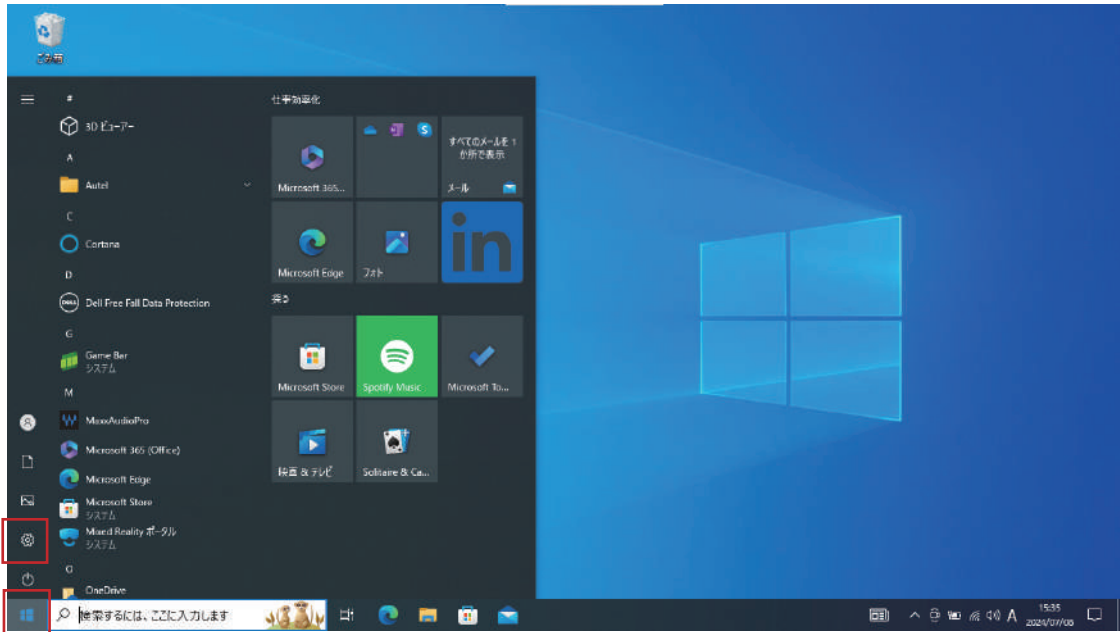 ごみ箱
#
3D ビューアー
A
Autel
C
Cortana
D
Dell Free Fall Data Protection
G
Game Bar
システム
M
MaxxAudioPro
Microsoft 365 (Office)
Microsoft Edge
Microsoft Store
システム
Mixed Reality ポータル
システム
O
OneDrive
仕事効率化
Microsoft 365...
すべてのメールを 1
か所で表示
メール
Microsoft Edge
フォト
in
探る
Microsoft Store
Spotify Music
Microsoft To...
映画 & テレビ
Solitaire & Ca...
検索するには、ここに入力します
A
15:35
2024/07/08